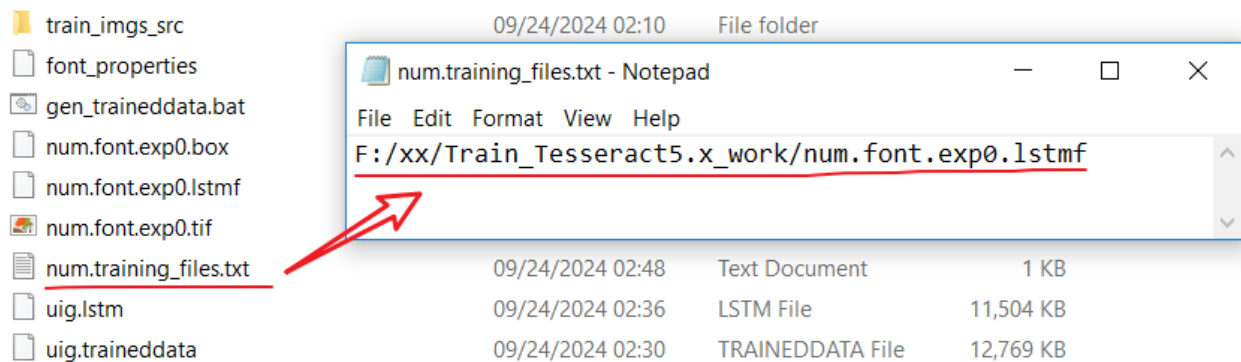 train_imgs_src 09/24/2024 02:10 File folder
font_properties
gen_traineddata.bat
num.font.exp0.box
num.font.exp0.lstmf
num.font.exp0.tif
num.training_files.txt - Notepad
File Edit Format View Help
F:/xx/Train_Tesseract5.x_work/num.font.exp0.lstmf
num.training_files.txt 09/24/2024 02:48 Text Document 1 KB
uig.lstm 09/24/2024 02:36 LSTM File 11,504 KB
uig.traineddata 09/24/2024 02:30 TRAINEDDATA File 12,769 KB